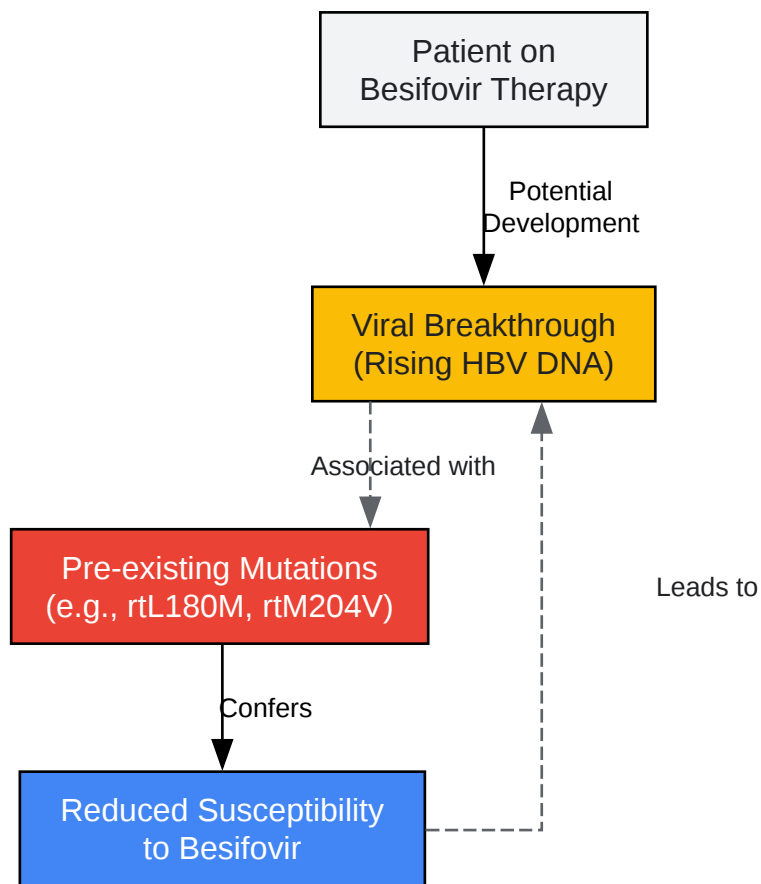 Patient on
Besifovir Therapy
Potential
Development
Viral Breakthrough
(Rising HBV DNA)
Associated with
Pre-existing Mutations
(e.g., rtL180M, rtM204V)
Leads to
Confers
Reduced Susceptibility
to Besifovir